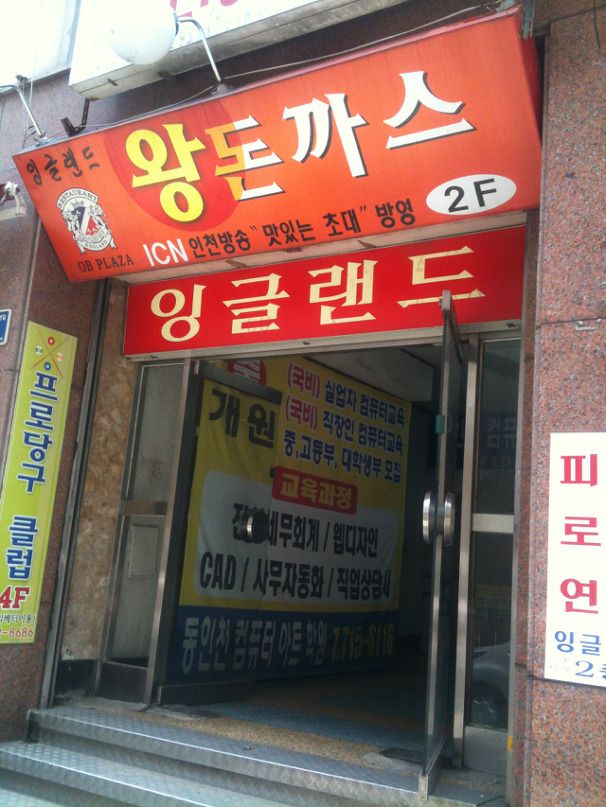 잉글랜드
왕돈까스
2F
RESTAURANT
ENGLAND
OB PLAZA
ICN 인천방송 "맛있는 초대" 방영
잉글랜드
프로당구 클럽
4F
-8686
개원
(국비) 실업자 컴퓨터교육
(국비) 직장인 컴퓨터교육
중,고등부, 대학생부 모집
교육과정
세무회계 / 웹디자인
CAD / 사무자동화 / 직업상담사
동인천 컴퓨터 아트 학원
피로연
잉글
2층